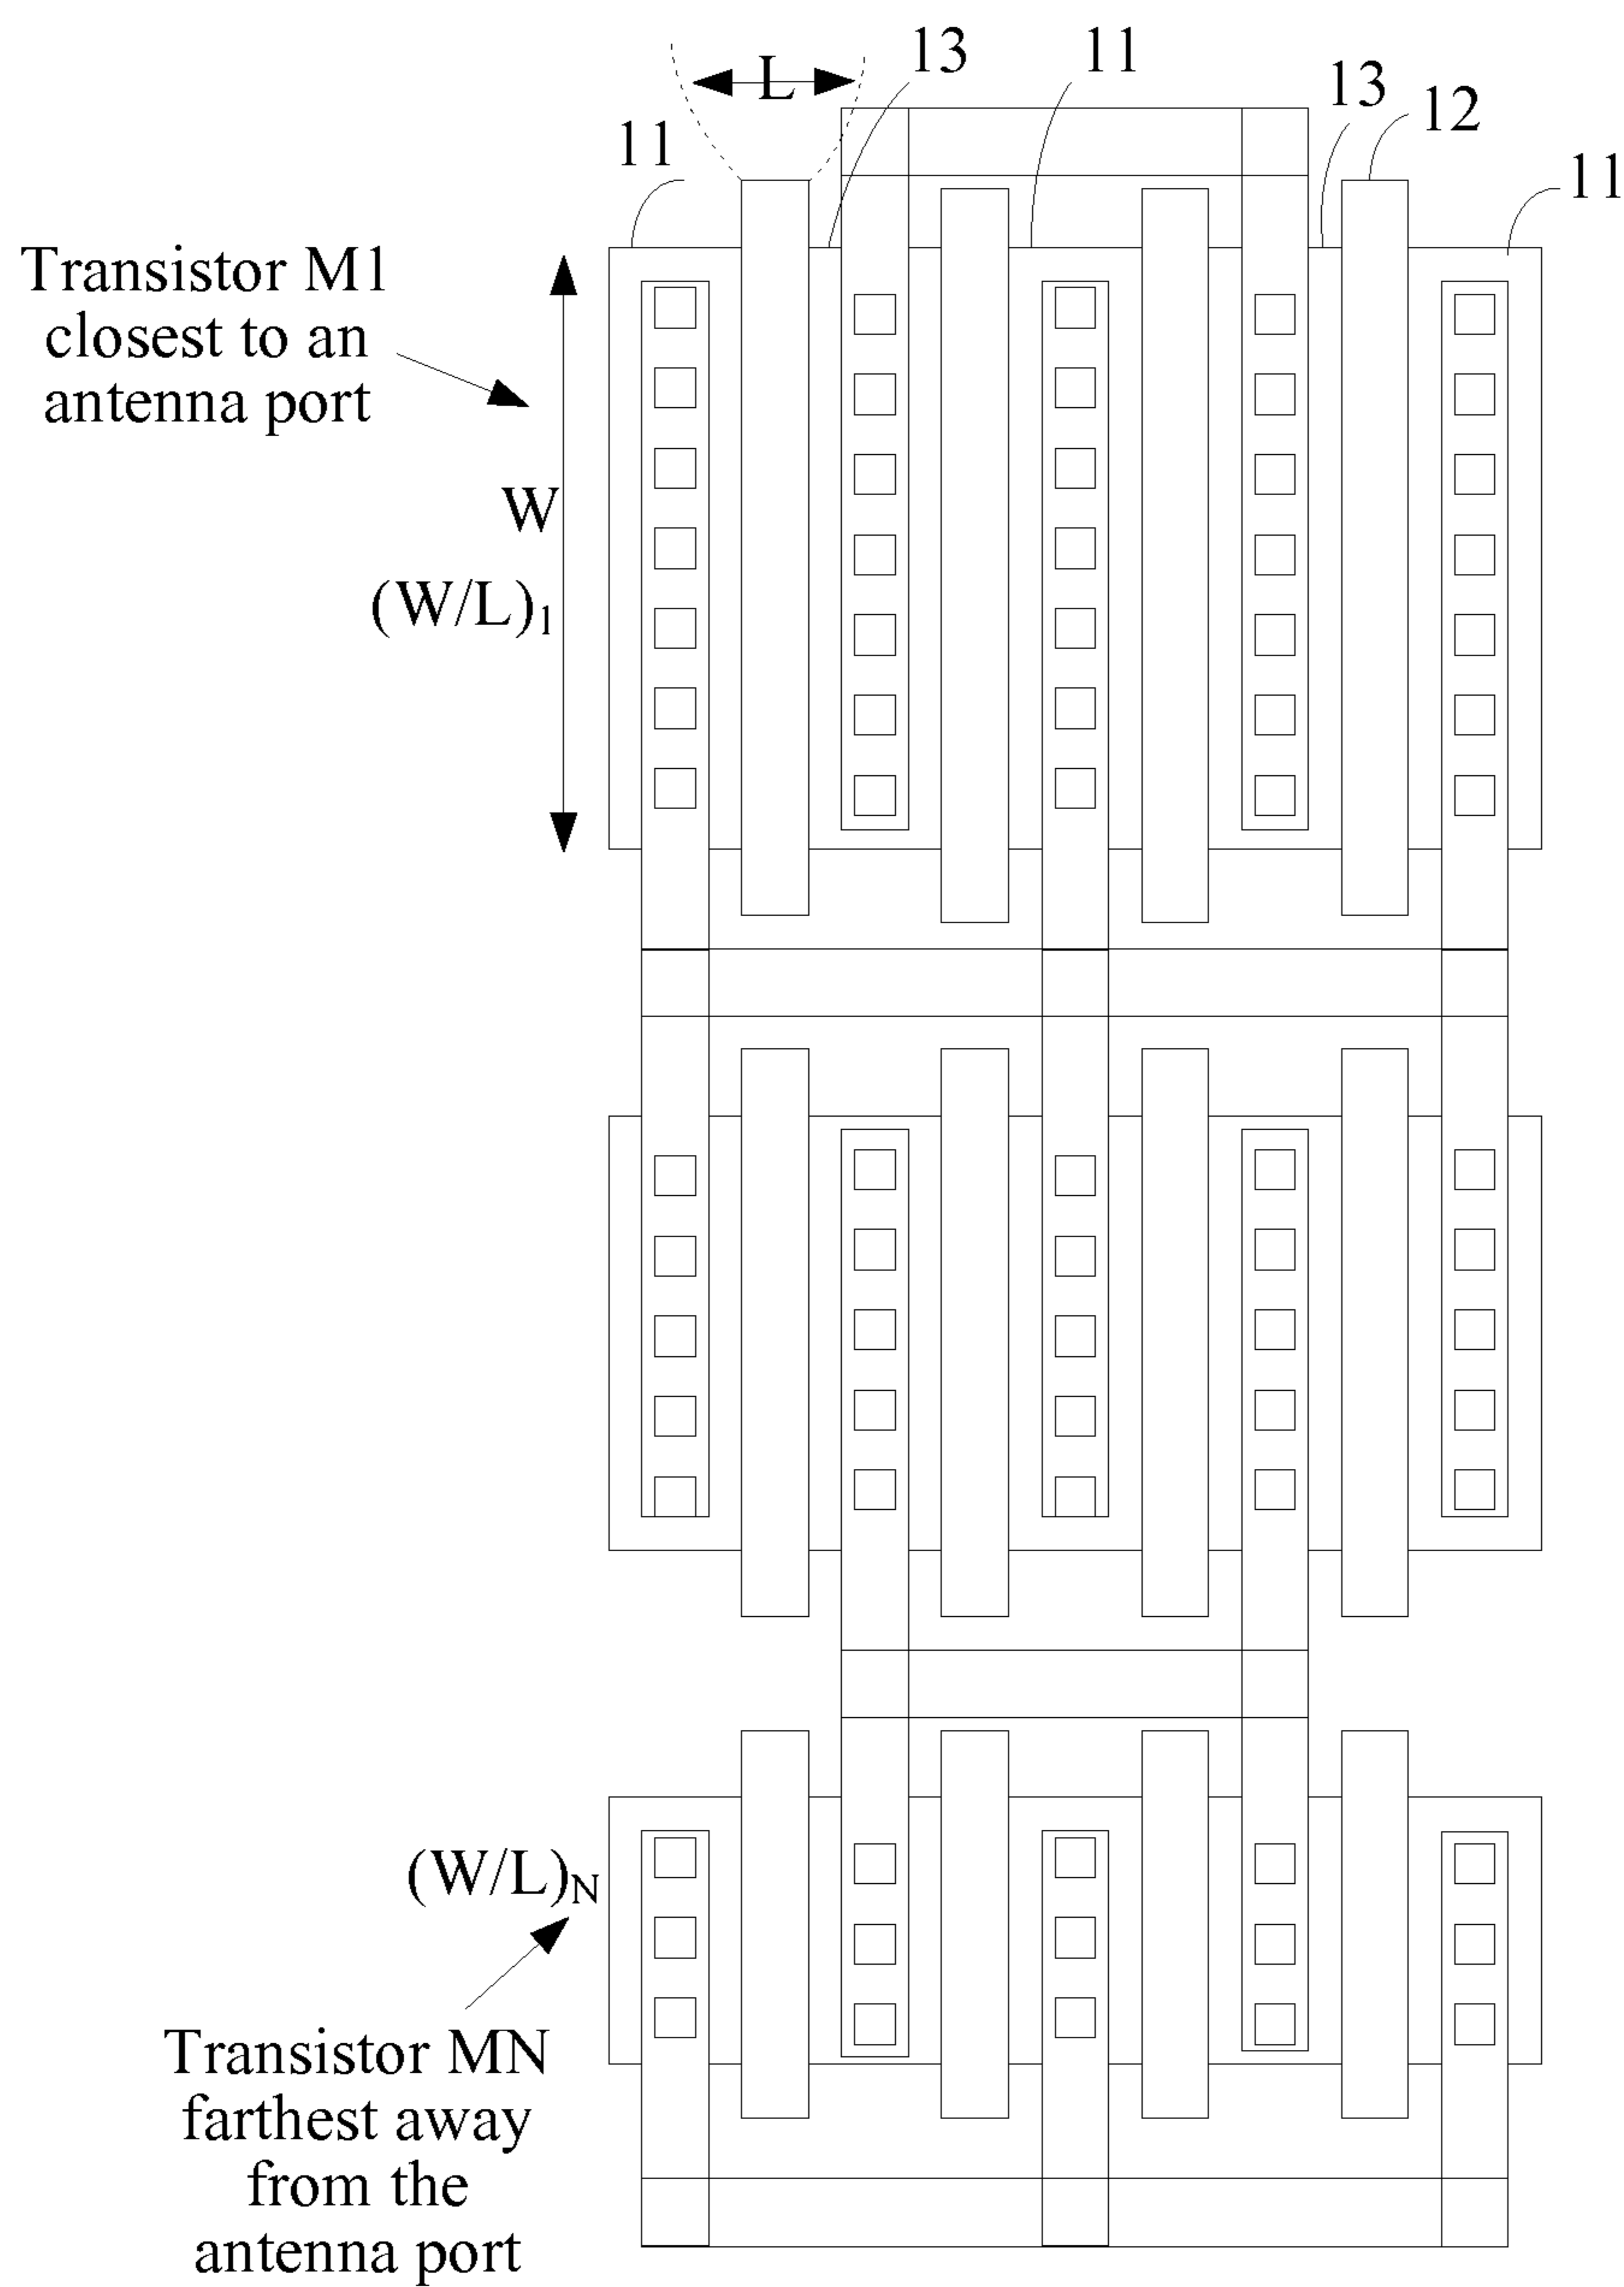 L
13
11
13
12
11
11
Transistor M1
closest to an
antenna port
W
(W/L)1
(W/L)N
Transistor MN
farthest away
from the
antenna port